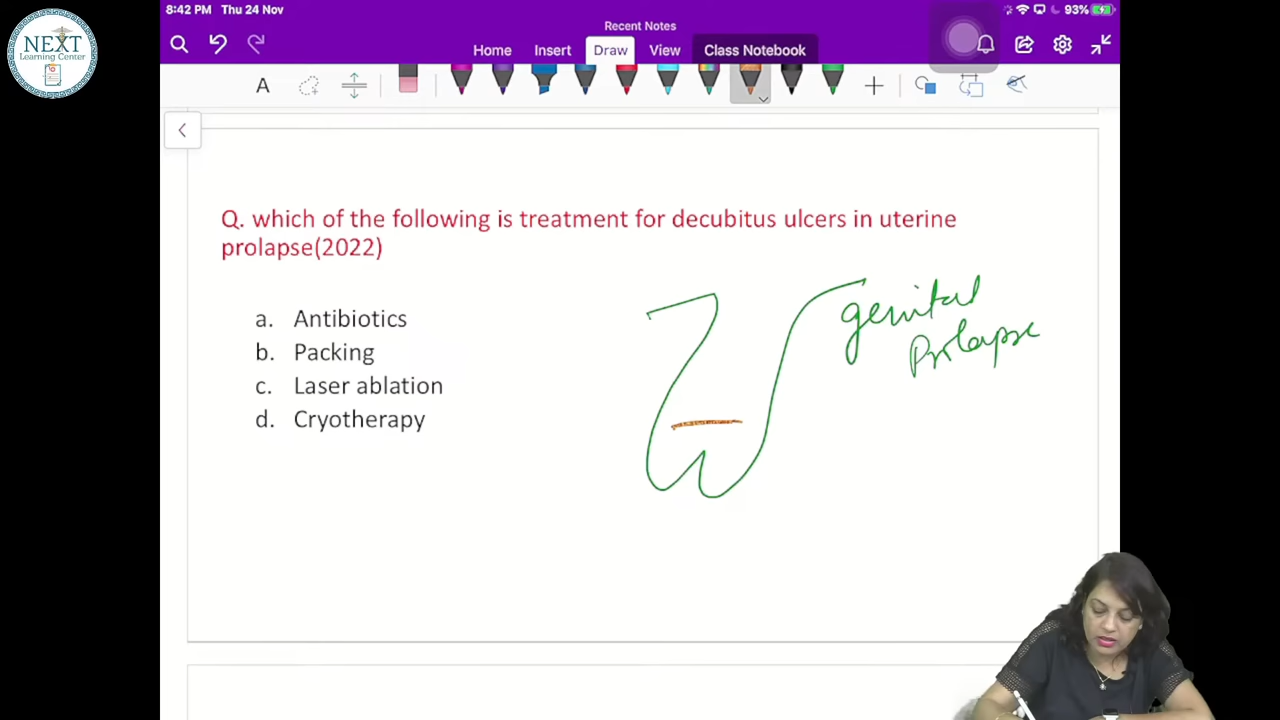 8:42 PM Thu 24 Nov
Recent Notes
93%
NEXT
Learning Center
Home Insert Draw View Class Notebook
A
Q. which of the following is treatment for decubitus ulcers in uterine
prolapse(2022)
a. Antibiotics
b. Packing
c. Laser ablation
d. Cryotherapy
genital
Prolapse